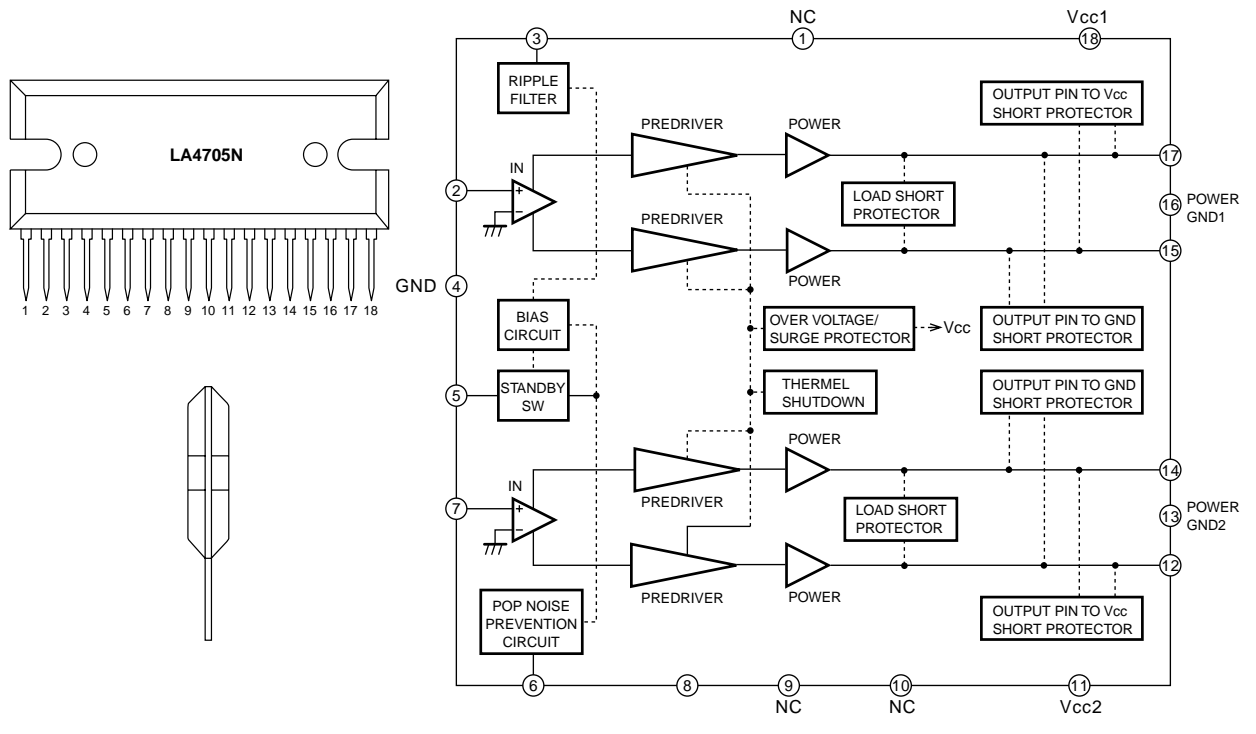 LA4705N
1 2 3 4 5 6 7 8 9 10 11 12 13 14 15 16 17 18
NC
Vcc1
3
1
18
RIPPLE
FILTER
OUTPUT PIN TO Vcc
SHORT PROTECTOR
PREDRIVER
POWER
17
IN
2
+
−
LOAD SHORT
PROTECTOR
16
POWER
GND1
PREDRIVER
POWER
15
GND
4
BIAS
CIRCUIT
OVER VOLTAGE/
SURGE PROTECTOR
Vcc
OUTPUT PIN TO GND
SHORT PROTECTOR
5
STANDBY
SW
THERMEL
SHUTDOWN
OUTPUT PIN TO GND
SHORT PROTECTOR
POWER
14
IN
PREDRIVER
7
+
−
LOAD SHORT
PROTECTOR
13
POWER
GND2
12
PREDRIVER
POWER
POP NOISE
PREVENTION
CIRCUIT
OUTPUT PIN TO Vcc
SHORT PROTECTOR
6
8
9
10
11
NC
NC
Vcc2